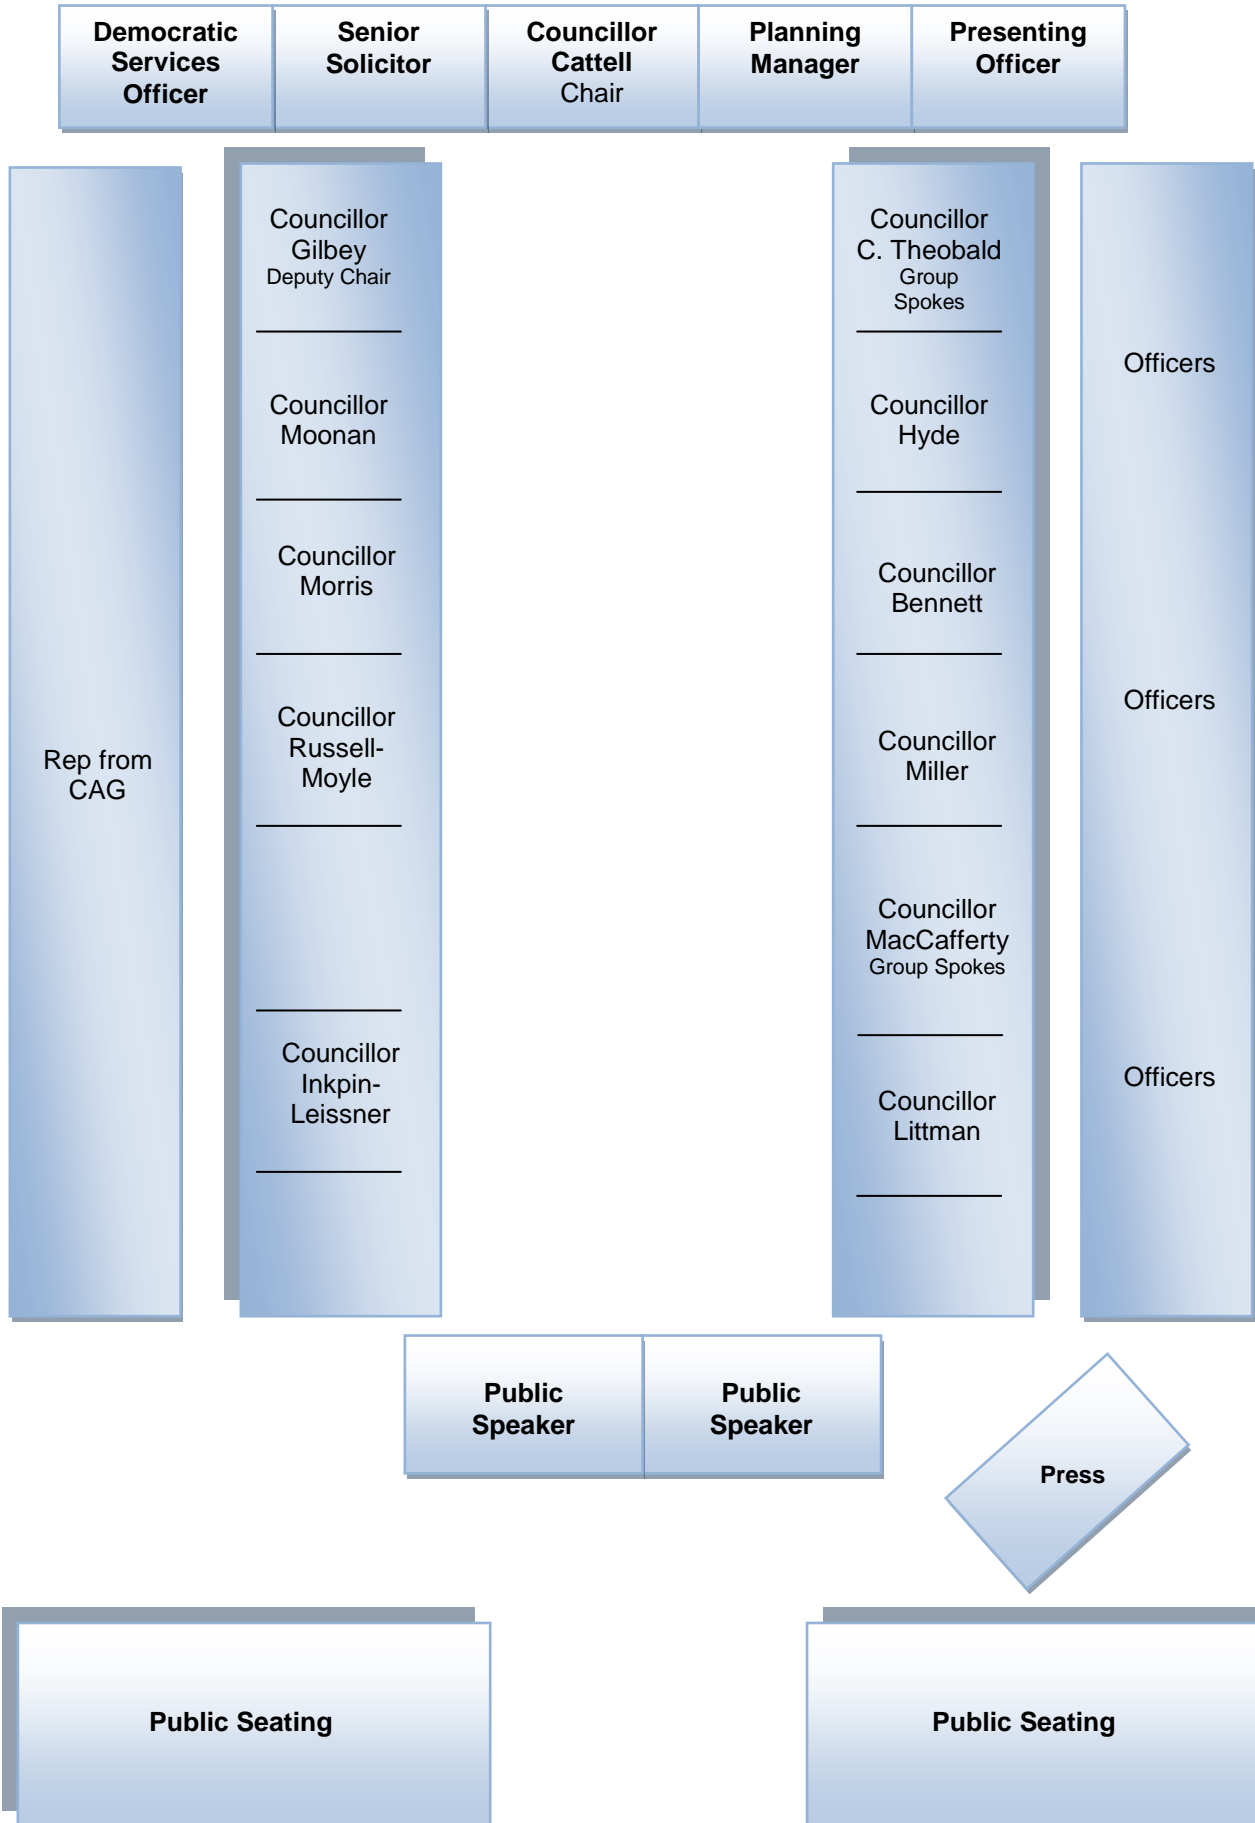 Democratic
Services
Officer
Senior
Solicitor
Councillor
Cattell
Chair
Planning
Manager
Presenting
Officer
Rep from
CAG
Councillor
Gilbey
Deputy Chair
Councillor
Moonan
Councillor
Morris
Councillor
Russell-
Moyle
Councillor
Inkpin-
Leissner
Councillor
C. Theobald
Group
Spokes
Councillor
Hyde
Councillor
Bennett
Councillor
Miller
Councillor
MacCafferty
Group Spokes
Councillor
Littman
Officers
Officers
Officers
Public
Speaker
Public
Speaker
Press
Public Seating
Public Seating